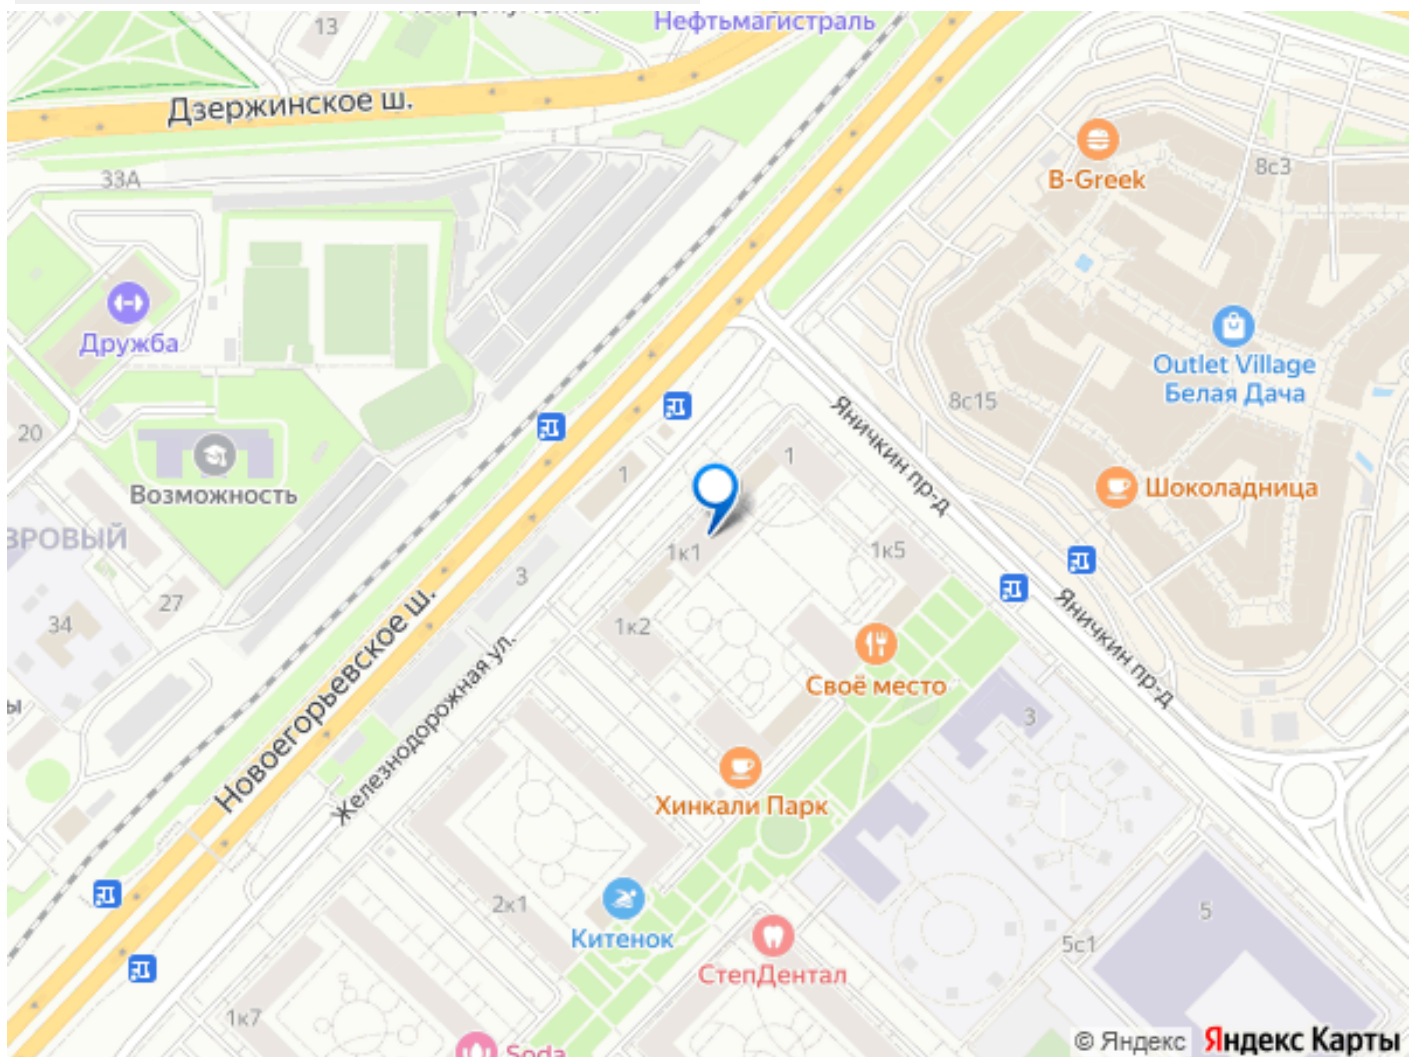 Нефтьмагистраль
13
Дзержинское ш.
B-Greek
8с3
33А
Дружба
Outlet Village
Белая Дача
8с15
20
Яничкин пр-д
1
1
Возможность
Шоколадница
1к1
1к5
3
27
34
1к2
Новоегорьевское ш.
Железнодорожная ул.
Яничкин пр-д
Своё место
3
Хинкали Парк
2к1
Китенок
5
5с1
СтепДентал
1к7
Soda
© Яндекс Яндекс Карты